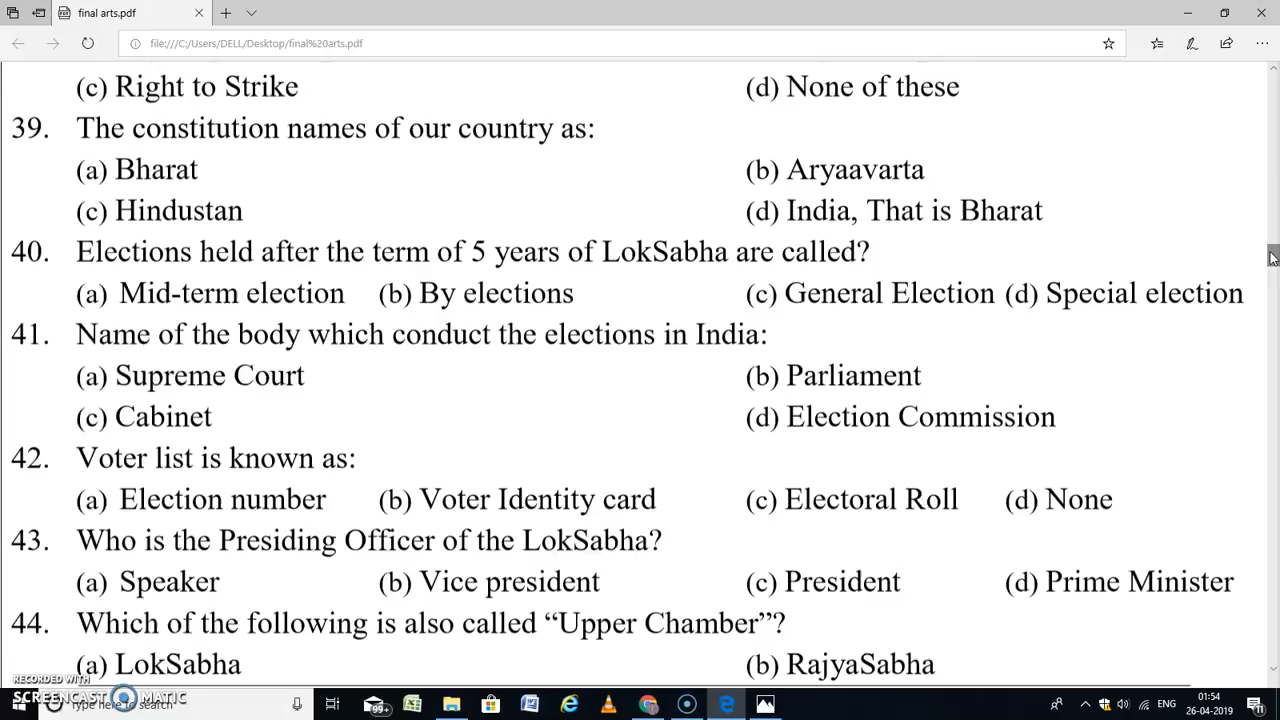 final arts.pdf
file:///C:/Users/DELL/Desktop/final%20arts.pdf
(c) Right to Strike (d) None of these
39. The constitution names of our country as:
(a) Bharat (b) Aryaavarta
(c) Hindustan (d) India, That is Bharat
40. Elections held after the term of 5 years of LokSabha are called?
(a) Mid-term election (b) By elections (c) General Election (d) Special election
41. Name of the body which conduct the elections in India:
(a) Supreme Court (b) Parliament
(c) Cabinet (d) Election Commission
42. Voter list is known as:
(a) Election number (b) Voter Identity card (c) Electoral Roll (d) None
43. Who is the Presiding Officer of the LokSabha?
(a) Speaker (b) Vice president (c) President (d) Prime Minister
44. Which of the following is also called “Upper Chamber”?
(a) LokSabha (b) RajyaSabha
RECORDED WITH
SCREENCAST MATIC
Type here to search
99+
ENG
01:54
26-04-2019